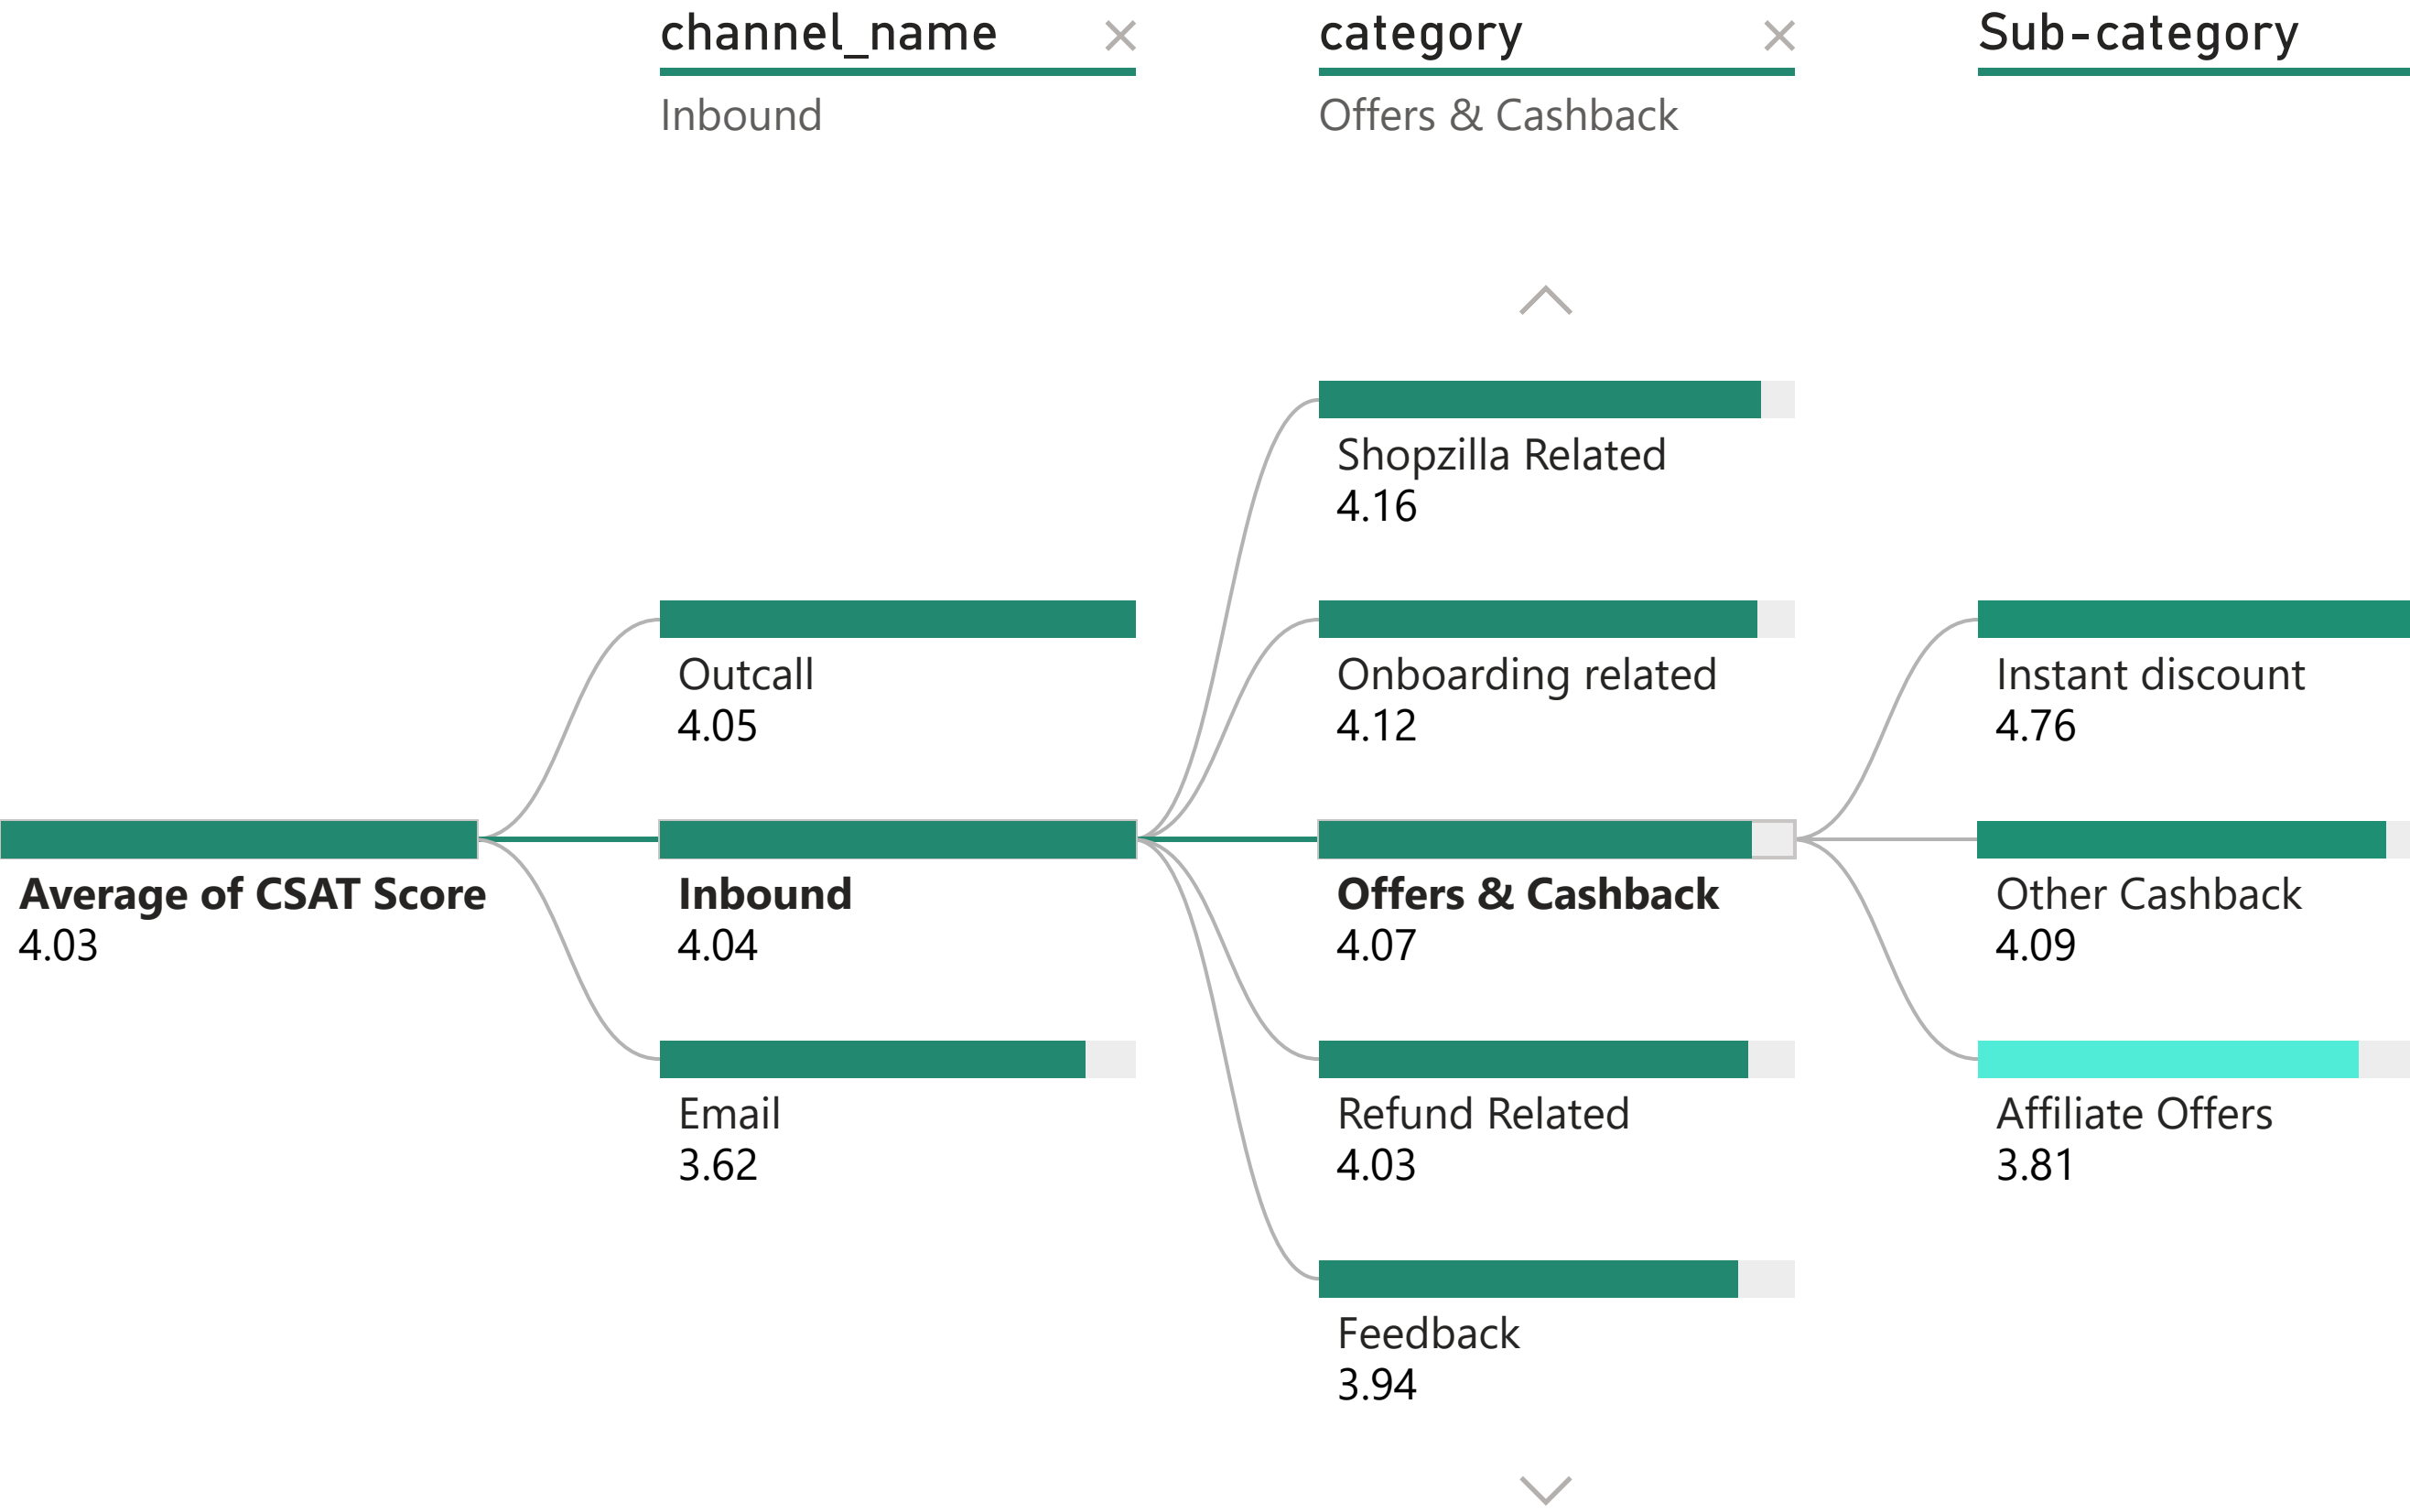 channel_name
category
Sub-category
Inbound
Offers & Cashback
Shopzilla Related
4.16
Outcall
4.05
Onboarding related
4.12
Instant discount
4.76
Average of CSAT Score
4.03
Inbound
4.04
Offers & Cashback
4.07
Other Cashback
4.09
Email
3.62
Refund Related
4.03
Affiliate Offers
3.81
Feedback
3.94